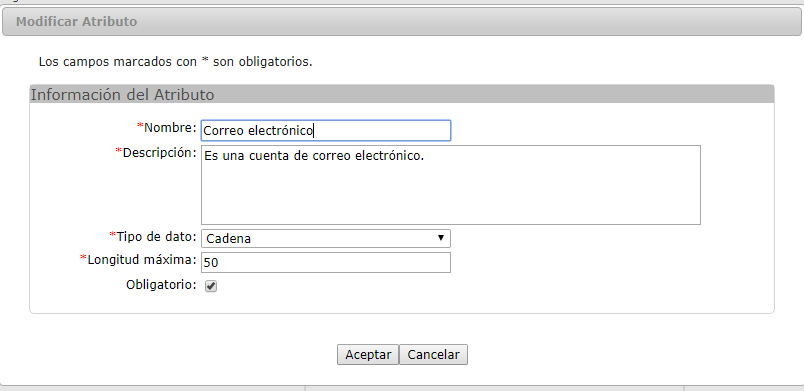 Modificar Atributo
Los campos marcados con * son obligatorios.
Información del Atributo
*Nombre: Correo electrónico
*Descripción: Es una cuenta de correo electrónico.
*Tipo de dato: Cadena
*Longitud máxima: 50
Obligatorio:
Aceptar Cancelar